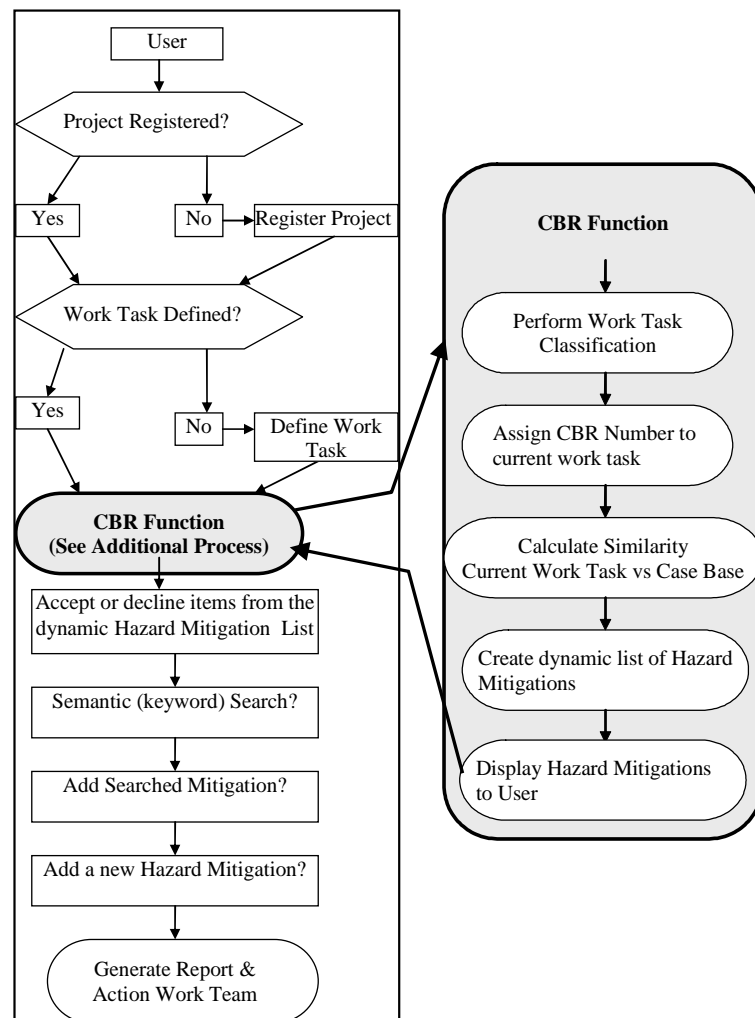 User
Project Registered?
Yes
No
Register Project
Work Task Defined?
Yes
No
Define Work
Task
CBR Function
(See Additional Process)
Accept or decline items from the
dynamic Hazard Mitigation List
Semantic (keyword) Search?
Add Searched Mitigation?
Add a new Hazard Mitigation?
Generate Report &
Action Work Team
CBR Function
Perform Work Task
Classification
Assign CBR Number to
current work task
Calculate Similarity
Current Work Task vs Case Base
Create dynamic list of Hazard
Mitigations
Display Hazard Mitigations
to User